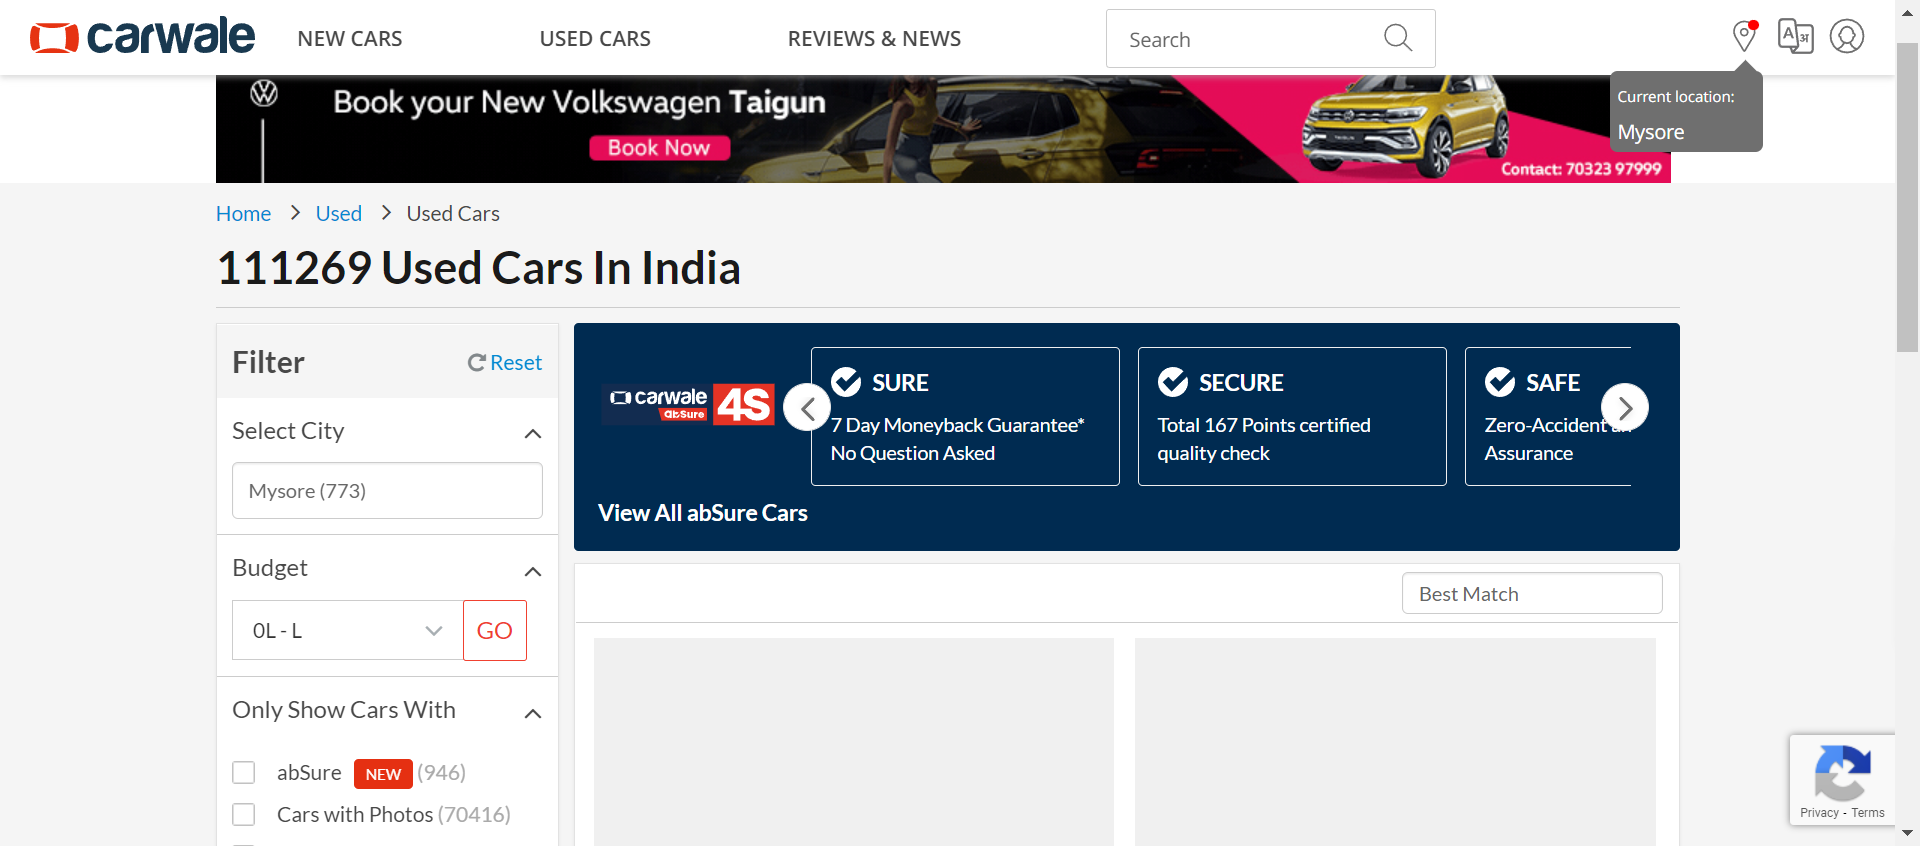 carwale
NEW CARS
USED CARS
REVIEWS & NEWS
Search
A अ
Current location:
Mysore
Book your New Volkswagen Taigun
Book Now
Contact: 70323 97999
Home > Used > Used Cars
111269 Used Cars In India
Filter
Reset
Select City
Mysore (773)
Budget
0L - L
GO
Only Show Cars With
abSure NEW (946)
Cars with Photos (70416)
carwale
abSure
4S
SURE
7 Day Moneyback Guarantee*
No Question Asked
SECURE
Total 167 Points certified
quality check
SAFE
Zero-Accident
Assurance
View All abSure Cars
Best Match
Privacy - Terms